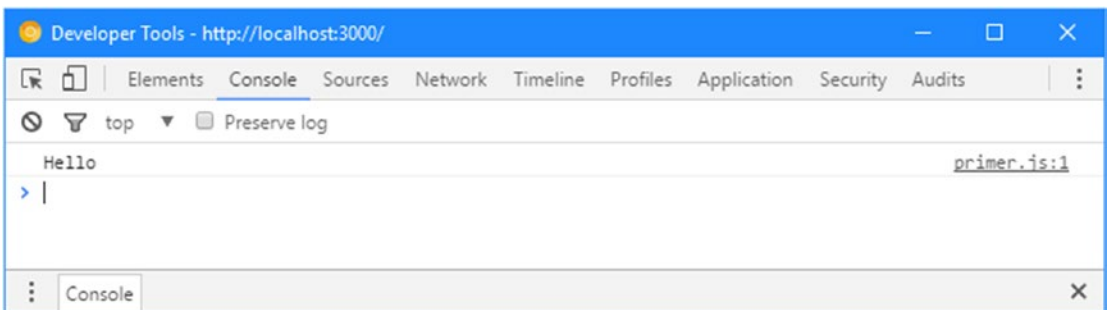 Developer Tools - http://localhost:3000/
Elements Console Sources Network Timeline Profiles Application Security Audits
top Preserve log
Hello primer.js:1
>
Console